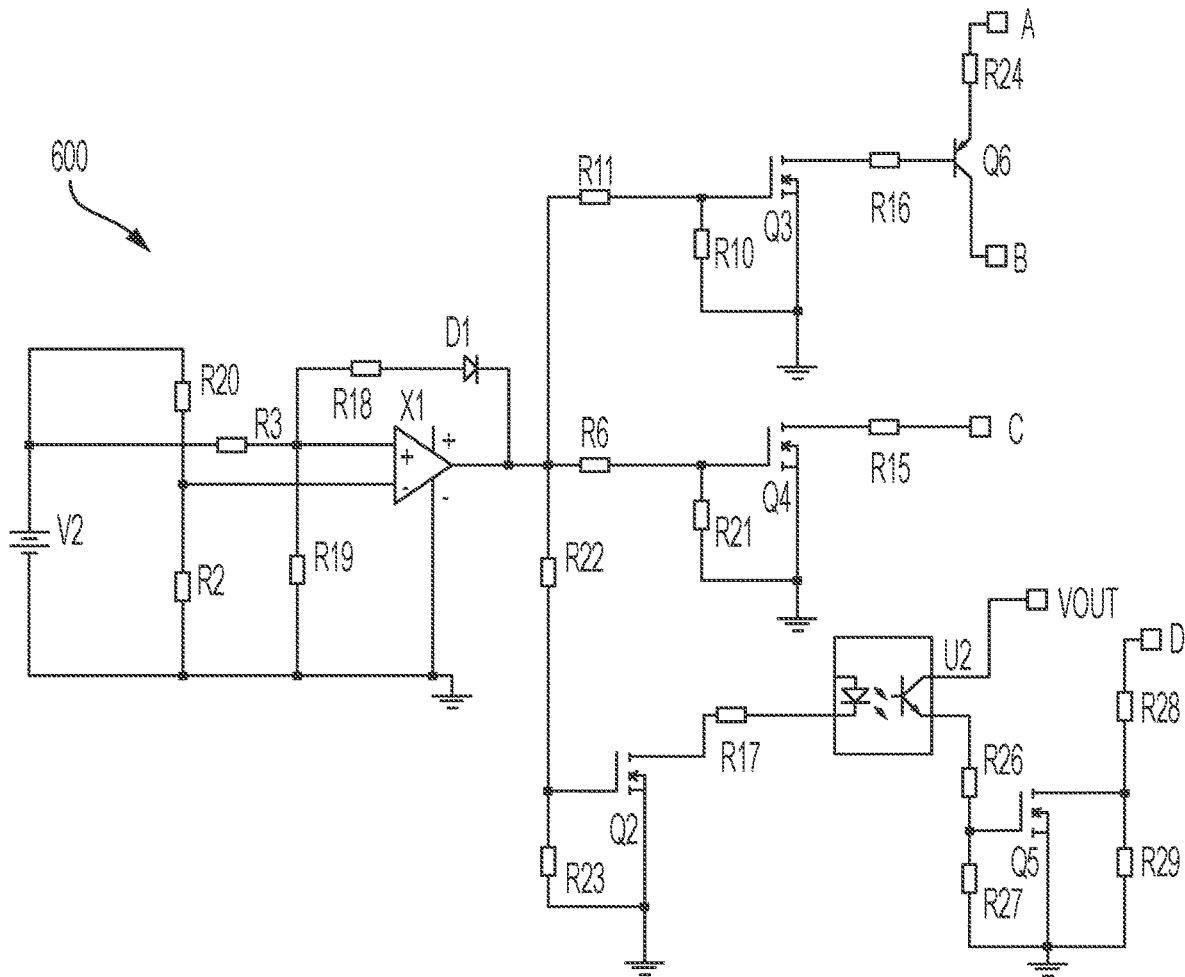 A
R24
600
R11
Q6
R16
Q3
R10
B
D1
R20
R18
X1
R3
+
R6
C
+
R15
-
-
Q4
V2
R21
R22
R19
R2
VOUT
U2
D
R28
R17
R26
Q2
Q5
R29
R23
R27